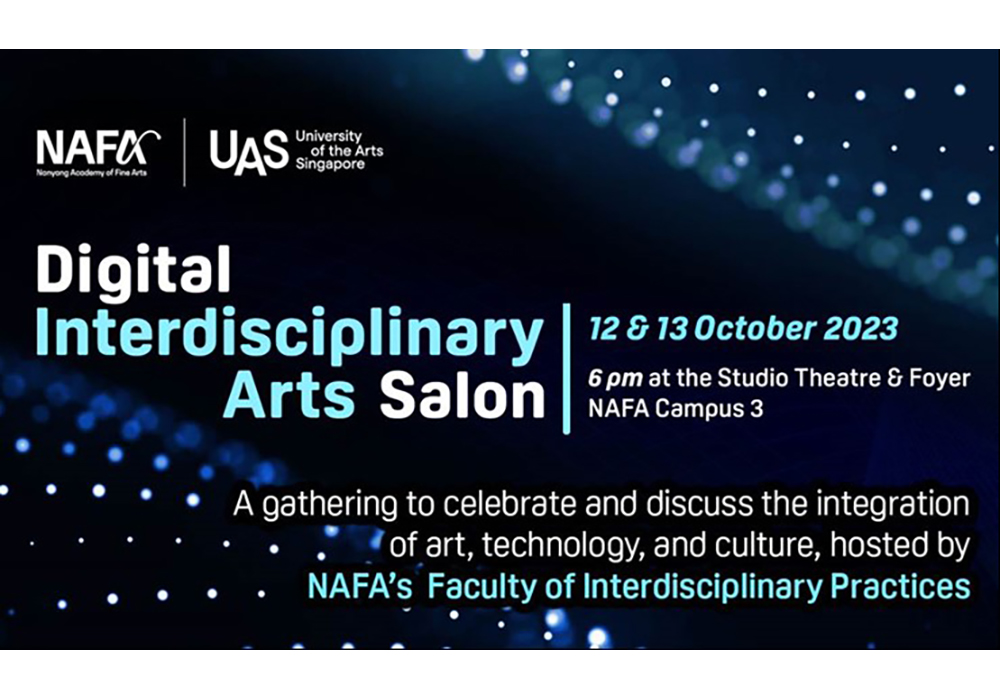 NAFA
Nanyang Academy of Fine Arts
UAS
University
of the Arts
Singapore
Digital
Interdisciplinary
Arts Salon
12 & 13 October 2023
6pm at the Studio Theatre & Foyer
NAFA Campus 3
A gathering to celebrate and discuss the integration
of art, technology, and culture, hosted by
NAFA's Faculty of Interdisciplinary Practices